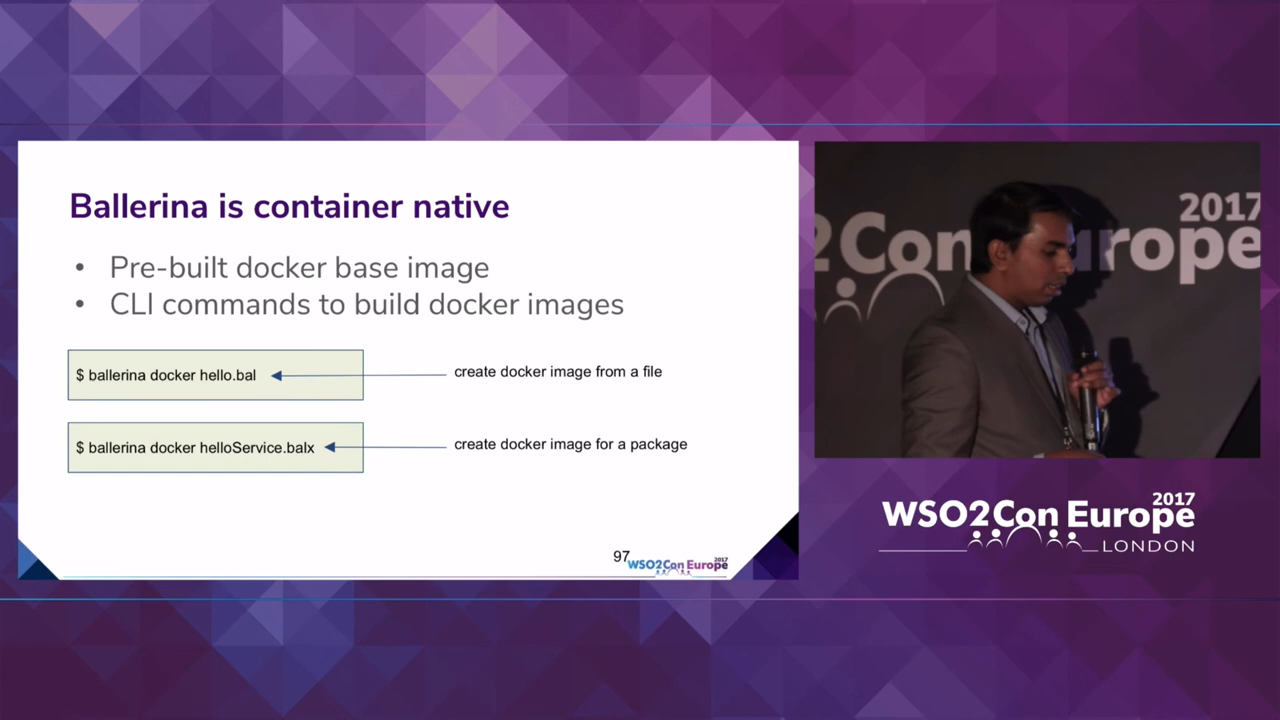 Ballerina is container native
• Pre-built docker base image
• CLI commands to build docker images
$ ballerina docker hello.bal
create docker image from a file
$ ballerina docker helloService.balx
create docker image for a package
97
WSO2Con Europe
2017
2017
2Con Europe
2017
WSO2Con Europe
LONDON